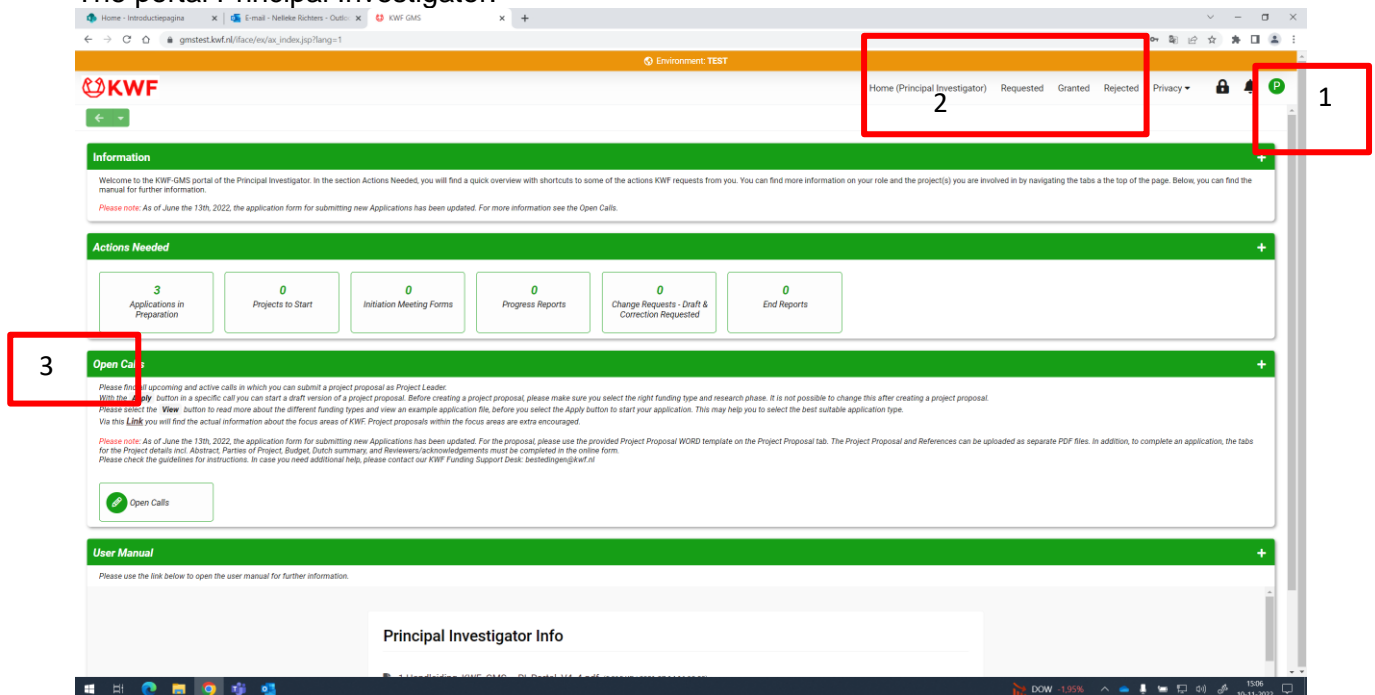 The portal Principal Investigator:
Home - Introductiepagina
E-mail - Nelleke Richters - Outlo
KWF GMS
gmstest.kwf.nl/iface/ex/ax_index.jsp?lang=1
Environment: TEST
KWF
Home (Principal Investigator) Requested Granted Rejected Privacy
P
1
2
Information
Welcome to the KWF-GMS portal of the Principal Investigator. In the section Actions Needed, you will find a quick overview with shortcuts to some of the actions KWF requests from you. You can find more information on your role and the project(s) you are involved in by navigating the tabs a the top of the page. Below, you can find the
manual for further information.
Please note: As of June the 13th, 2022, the application form for submitting new Applications has been updated. For more information see the Open Calls.
Actions Needed
3
Applications in
Preparation
0
Projects to Start
0
Initiation Meeting Forms
0
Progress Reports
0
Change Requests - Draft &
Correction Requested
0
End Reports
3
Open Calls
Please find all upcoming and active calls in which you can submit a project proposal as Project Leader.
With the Apply button in a specific call you can start a draft version of a project proposal. Before creating a project proposal, please make sure you select the right funding type and research phase. It is not possible to change this after creating a project proposal.
Please select the View button to read more about the different funding types and view an example application file, before you select the Apply button to start your application. This may help you to select the best suitable application type.
Via this Link you will find the actual information about the focus areas of KWF. Project proposals within the focus areas are extra encouraged.
Please note: As of June the 13th, 2022, the application form for submitting new Applications has been updated. For the proposal, please use the provided Project Proposal WORD template on the Project Proposal tab. The Project Proposal and References can be uploaded as separate PDF files. In addition, to complete an application, the tabs
for the Project details incl. Abstract, Parties of Project, Budget, Dutch summary, and Reviewers/acknowledgements must be completed in the online form.
Please check the guidelines for instructions. In case you need additional help, please contact our KWF Funding Support Desk: bestedingen@kwf.nl
Open Calls
User Manual
Please use the link below to open the user manual for further information.
Principal Investigator Info
DOW -1,95%
15:06
10-11-2022